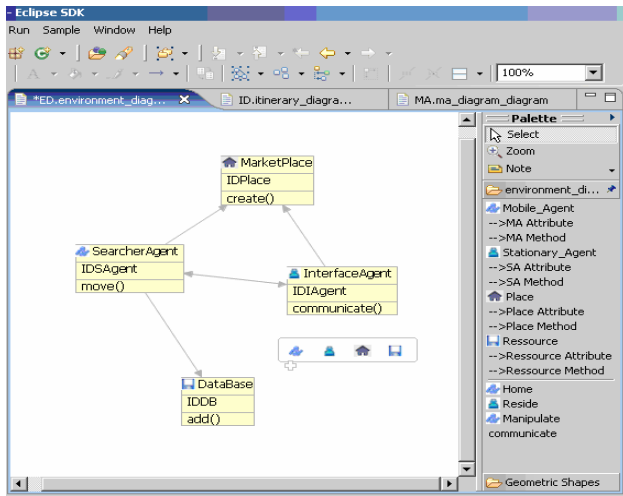 - Eclipse SDK
Run Sample Window Help
100%
*ED.environment_diag... ID.itinerary_diagra... MA.ma_diagram_diagram
MarketPlace
IDPlace
create()
SearcherAgent
IDSAgent
move()
InterfaceAgent
IDIAgent
communicate()
DataBase
IDDB
add()
Palette
Select
Zoom
Note
environment_di...
Mobile_Agent
-->MA Attribute
-->MA Method
Stationary_Agent
-->SA Attribute
-->SA Method
Place
-->Place Attribute
-->Place Method
Ressource
-->Ressource Attribute
-->Ressource Method
Home
Reside
Manipulate
communicate
Geometric Shapes